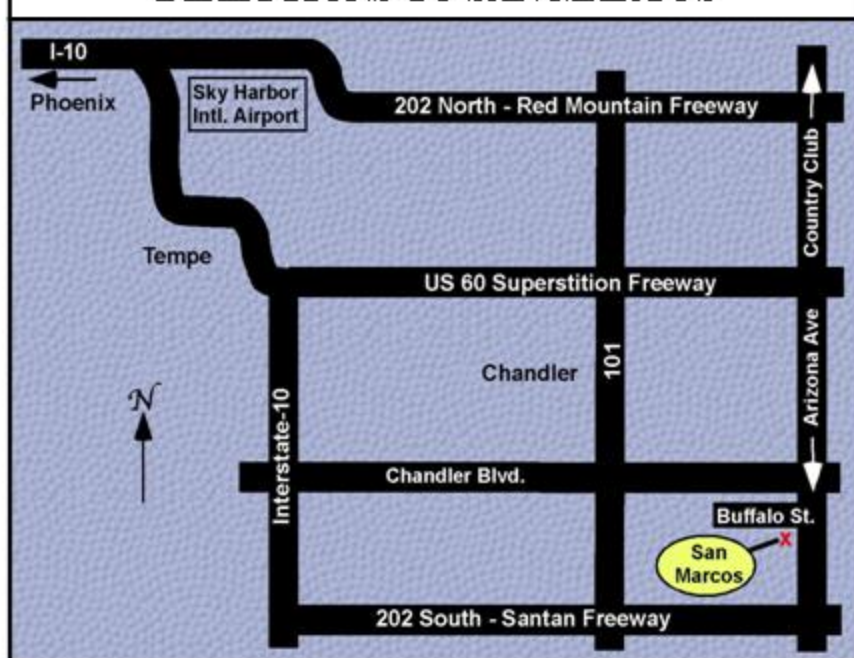 I-10
Phoenix
Sky Harbor
Intl. Airport
202 North - Red Mountain Freeway
Country Club
Tempe
US 60 Superstition Freeway
Arizona Ave
Chandler
101
N
Interstate-10
Chandler Blvd.
Buffalo St.
x
San
Marcos
202 South - Santan Freeway